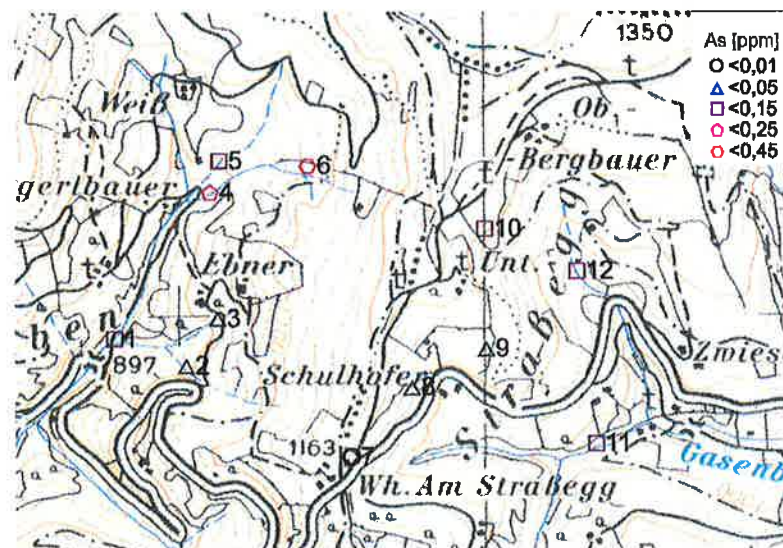 1350
As [ppm]
<0,01
<0,05
<0,15
<0,25
<0,45
Weiß
Ob.
5
6
-Bergbauer
gerlbauer
4
10
Ebner
Unt.
12
3
ben
1
897
2
9
Zwies
Schulhofer
8
Straßegg
11
1163
7
Gasenb
Wh. Am Straßegg